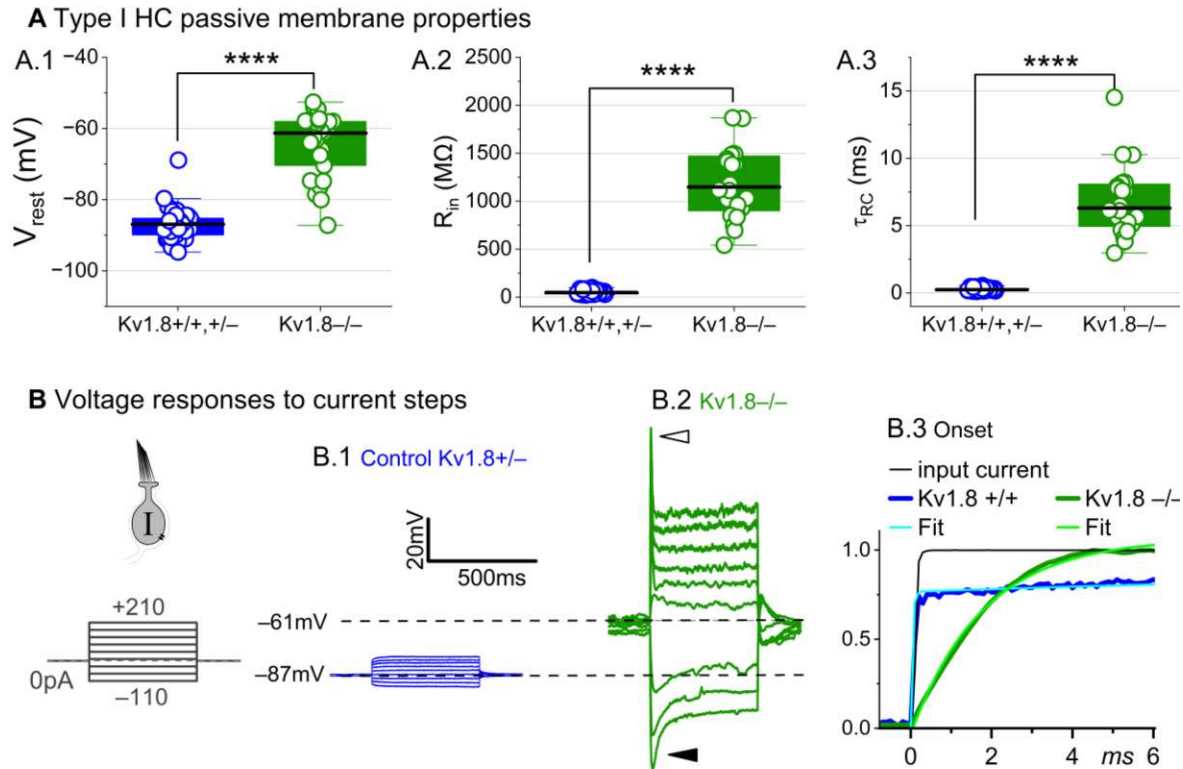 A Type I HC passive membrane properties
A.1
Vrest (mV)
−40
−60
−80
−100
****
Kv1.8+/+,+/−
Kv1.8−/−
A.2
Rin (MΩ)
2500
2000
1500
1000
500
0
****
Kv1.8+/+,+/−
Kv1.8−/−
A.3
τRC (ms)
15
10
5
0
****
Kv1.8+/+,+/−
Kv1.8−/−
B Voltage responses to current steps
I
+210
0pA
−110
B.1 Control Kv1.8+/−
20mV
500ms
−61mV
−87mV
B.2 Kv1.8−/−
B.3 Onset
input current
Kv1.8 +/+
Kv1.8 −/−
Fit
Fit
1.0
0.5
0.0
0 2 4 ms 6